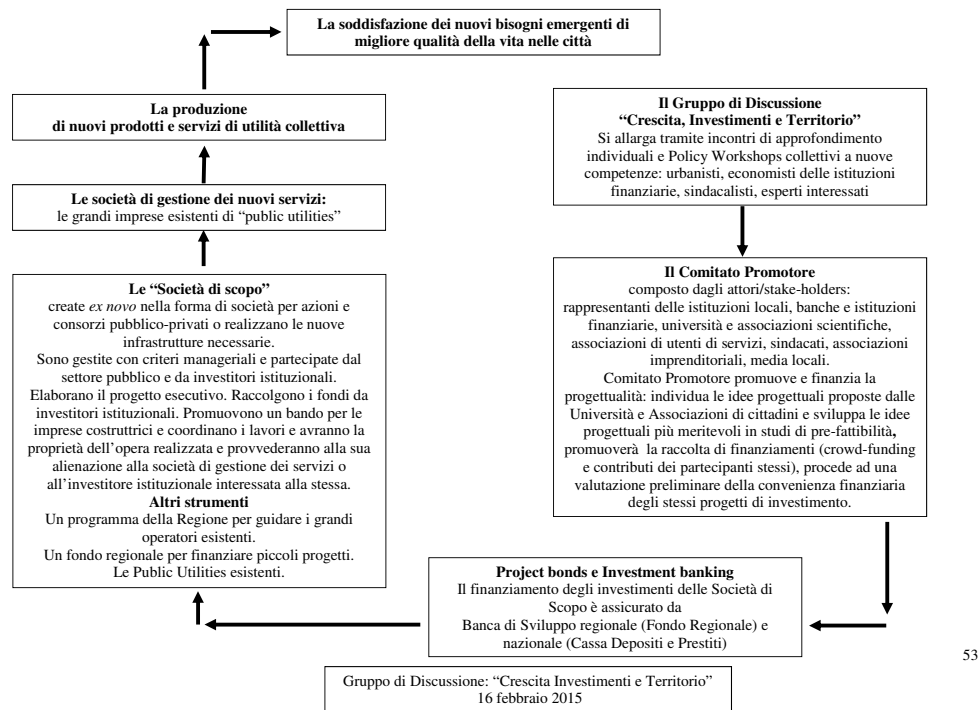 La soddisfazione dei nuovi bisogni emergenti di
migliore qualità della vita nelle città
La produzione
di nuovi prodotti e servizi di utilità collettiva
Le società di gestione dei nuovi servizi:
le grandi imprese esistenti di “public utilities”
Le “Società di scopo”
create ex novo nella forma di società per azioni e
consorzi pubblico-privati o realizzano le nuove
infrastrutture necessarie.
Sono gestite con criteri manageriali e partecipate dal
settore pubblico e da investitori istituzionali.
Elaborano il progetto esecutivo. Raccolgono i fondi da
investitori istituzionali. Promuovono un bando per le
imprese costruttrici e coordinano i lavori e avranno la
proprietà dell’opera realizzata e provvederanno alla sua
alienazione alla società di gestione dei servizi o
all’investitore istituzionale interessata alla stessa.
Altri strumenti
Un programma della Regione per guidare i grandi
operatori esistenti.
Un fondo regionale per finanziare piccoli progetti.
Le Public Utilities esistenti.
Il Gruppo di Discussione
“Crescita, Investimenti e Territorio”
Si allarga tramite incontri di approfondimento
individuali e Policy Workshops collettivi a nuove
competenze: urbanisti, economisti delle istituzioni
finanziarie, sindacalisti, esperti interessati
Il Comitato Promotore
composto dagli attori/stake-holders:
rappresentanti delle istituzioni locali, banche e istituzioni
finanziarie, università e associazioni scientifiche,
associazioni di utenti di servizi, sindacati, associazioni
imprenditoriali, media locali.
Comitato Promotore promuove e finanzia la
progettualità: individua le idee progettuali proposte dalle
Università e Associazioni di cittadini e sviluppa le idee
progettuali più meritevoli in studi di pre-fattibilità,
promuoverà la raccolta di finanziamenti (crowd-funding
e contributi dei partecipanti stessi), procede ad una
valutazione preliminare della convenienza finanziaria
degli stessi progetti di investimento.
Project bonds e Investment banking
Il finanziamento degli investimenti delle Società di
Scopo è assicurato da
Banca di Sviluppo regionale (Fondo Regionale) e
nazionale (Cassa Depositi e Prestiti)
53
Gruppo di Discussione: “Crescita Investimenti e Territorio”
16 febbraio 2015